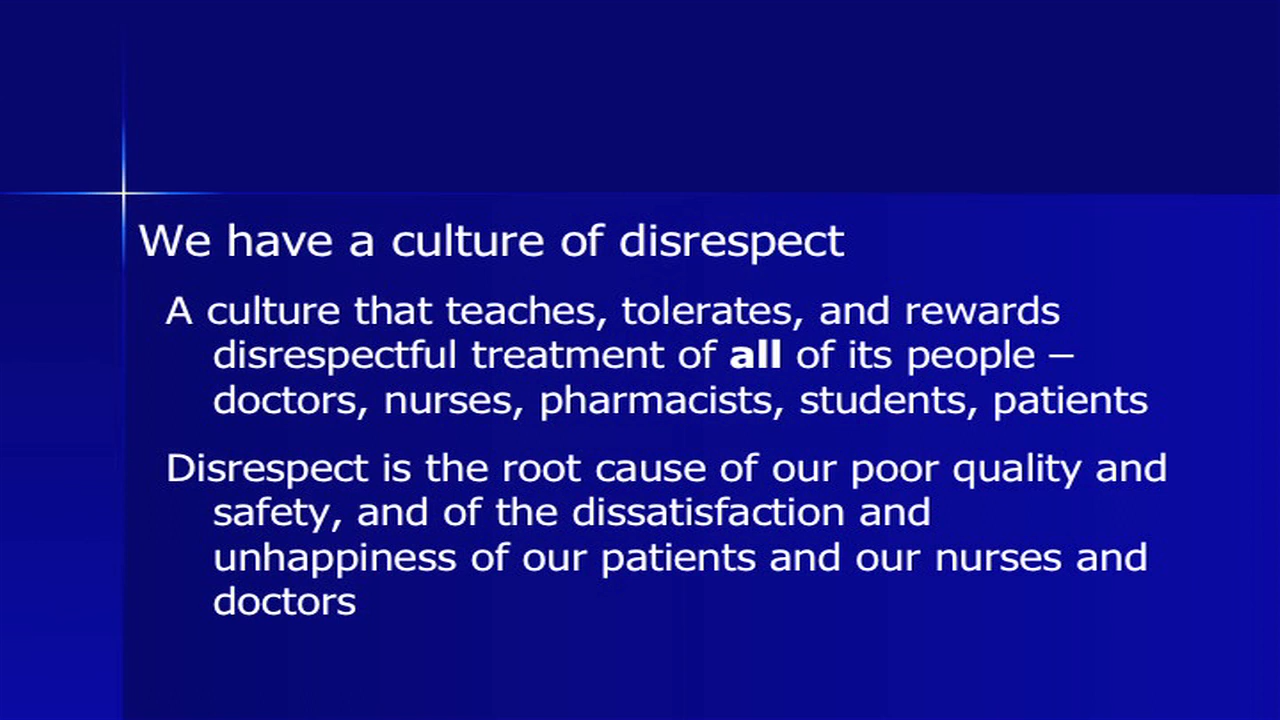 We have a culture of disrespect
A culture that teaches, tolerates, and rewards
disrespectful treatment of all of its people –
doctors, nurses, pharmacists, students, patients
Disrespect is the root cause of our poor quality and
safety, and of the dissatisfaction and
unhappiness of our patients and our nurses and
doctors